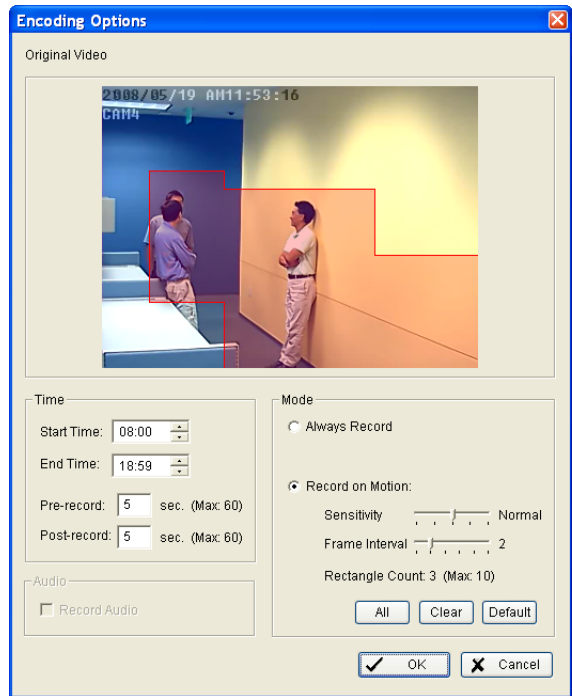 Encoding Options
Original Video
2008/05/19 AM11:53:16
CAM4
Time
Start Time: 08:00
End Time: 18:59
Pre-record: 5 sec. (Max: 60)
Post-record: 5 sec. (Max: 60)
Audio
Record Audio
Mode
Always Record
Record on Motion:
Sensitivity Normal
Frame Interval 2
Rectangle Count: 3 (Max: 10)
All Clear Default
OK Cancel